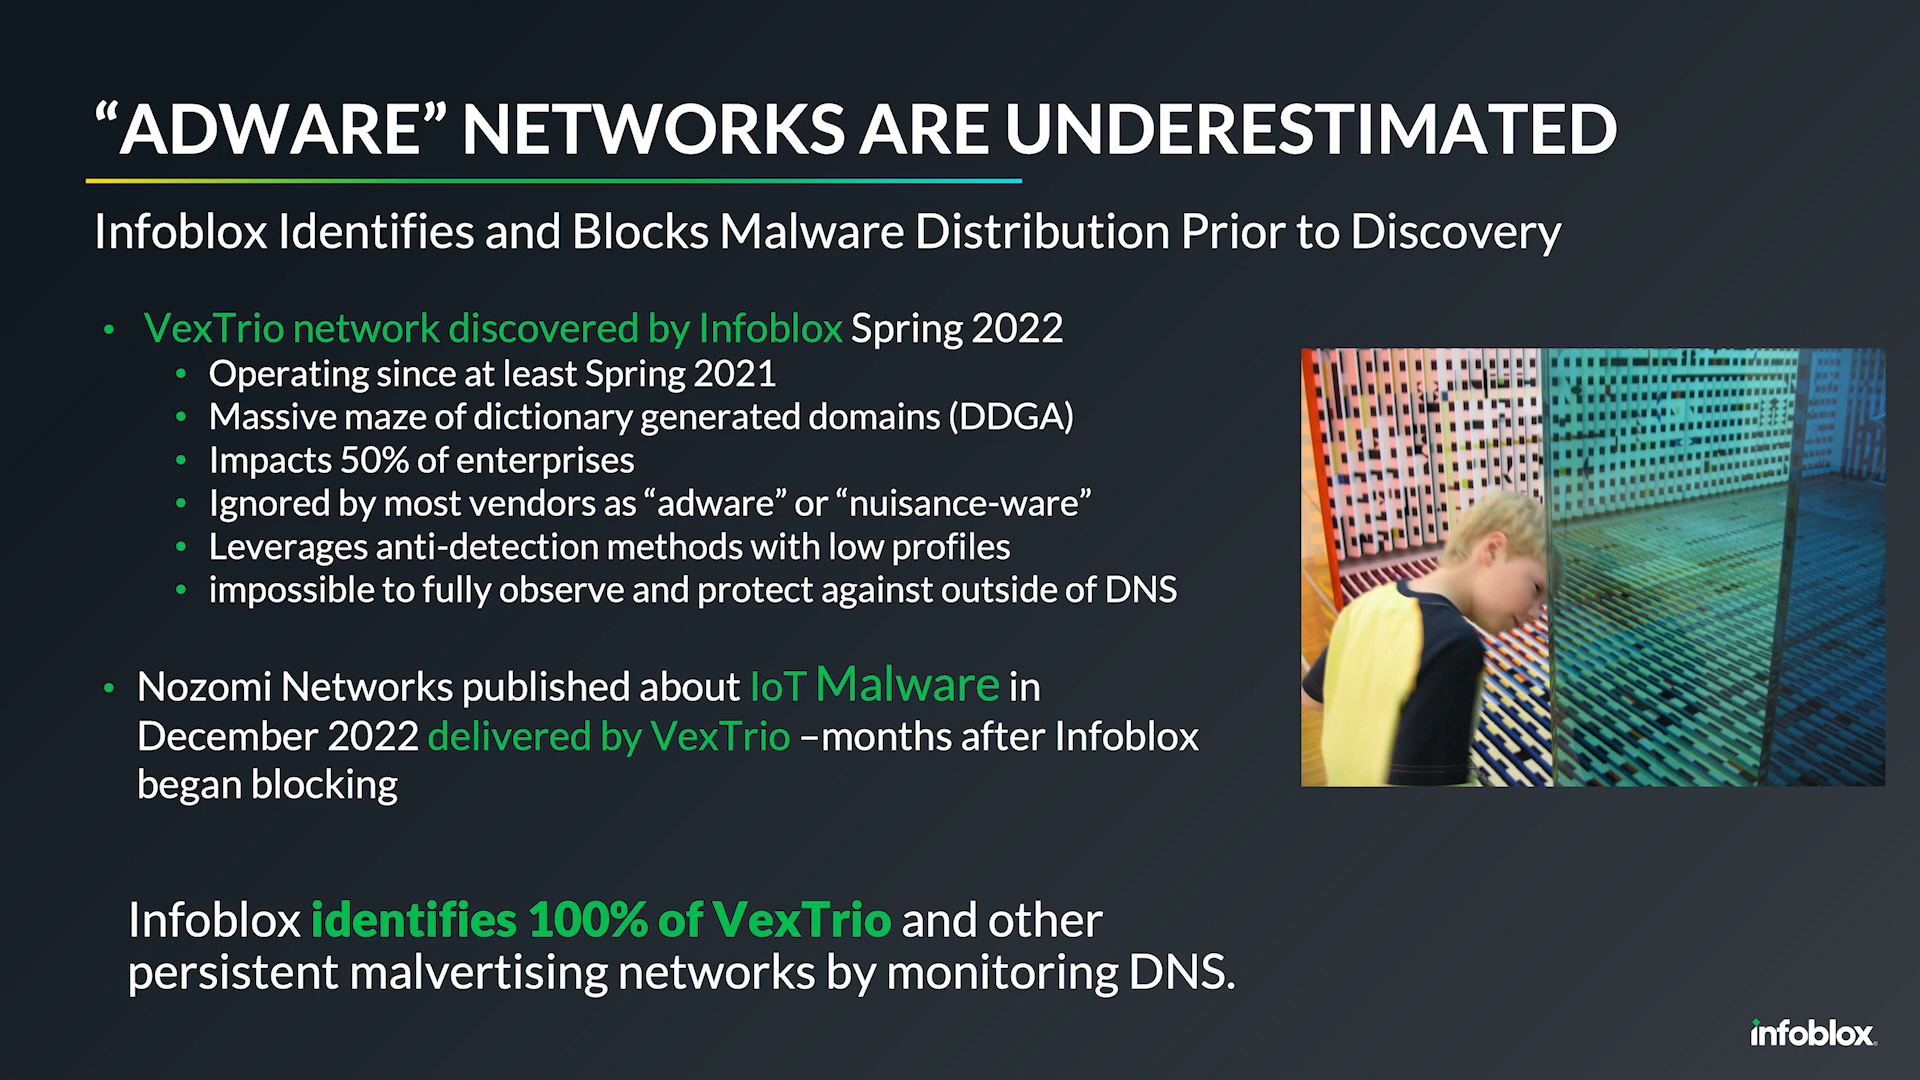 “ADWARE” NETWORKS ARE UNDERESTIMATED
Infoblox Identifies and Blocks Malware Distribution Prior to Discovery
• VexTrio network discovered by Infoblox Spring 2022
• Operating since at least Spring 2021
• Massive maze of dictionary generated domains (DDGA)
• Impacts 50% of enterprises
• Ignored by most vendors as “adware” or “nuisance-ware”
• Leverages anti-detection methods with low profiles
• impossible to fully observe and protect against outside of DNS
• Nozomi Networks published about IoT Malware in
December 2022 delivered by VexTrio –months after Infoblox
began blocking
Infoblox identifies 100% of VexTrio and other
persistent malvertising networks by monitoring DNS.
infoblox.